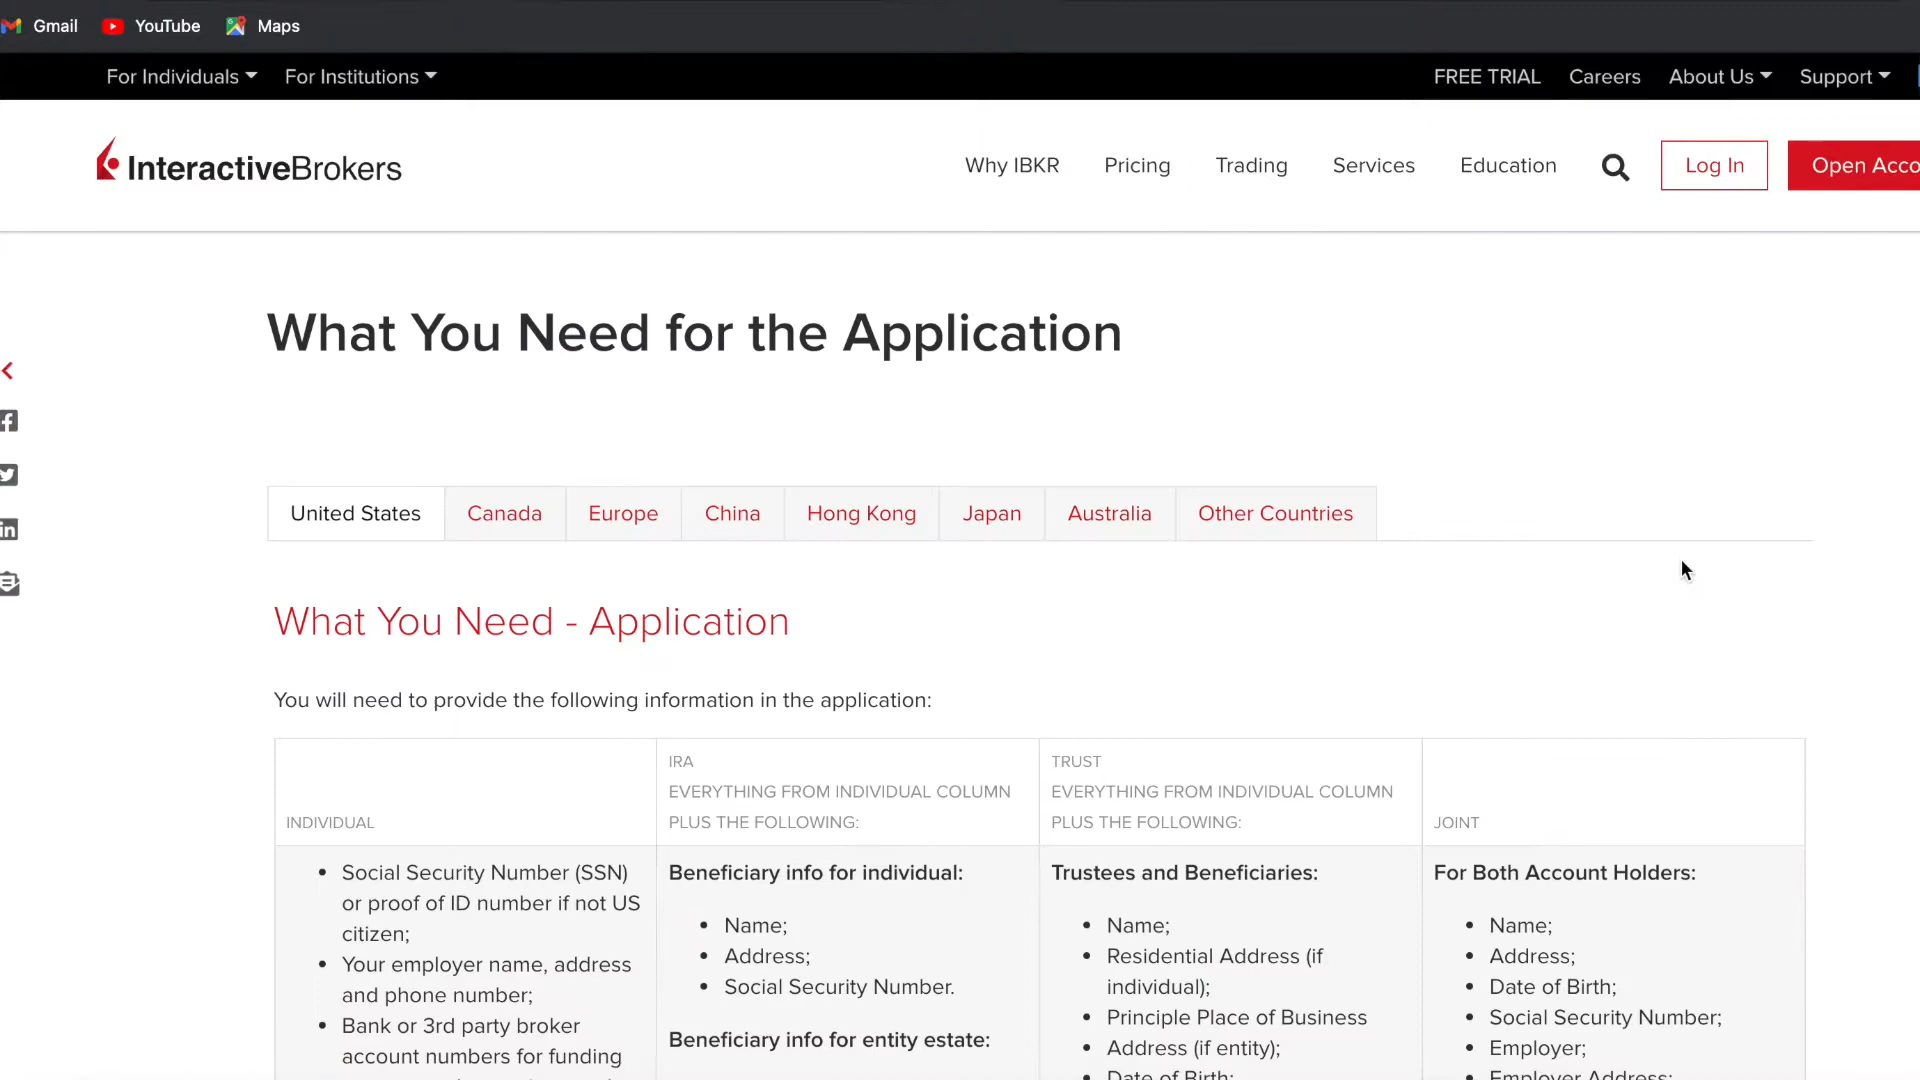 Gmail YouTube Maps
For Individuals For Institutions FREE TRIAL Careers About Us Support
InteractiveBrokers Why IBKR Pricing Trading Services Education Log In Open Acco
What You Need for the Application
United States Canada Europe China Hong Kong Japan Australia Other Countries
What You Need - Application
You will need to provide the following information in the application:
INDIVIDUAL
• Social Security Number (SSN)
or proof of ID number if not US
citizen;
• Your employer name, address
and phone number;
• Bank or 3rd party broker
account numbers for funding
IRA
EVERYTHING FROM INDIVIDUAL COLUMN
PLUS THE FOLLOWING:
Beneficiary info for individual:
• Name;
• Address;
• Social Security Number.
Beneficiary info for entity estate:
TRUST
EVERYTHING FROM INDIVIDUAL COLUMN
PLUS THE FOLLOWING:
Trustees and Beneficiaries:
• Name;
• Residential Address (if
individual);
• Principle Place of Business
• Address (if entity);
• Date of Birth;
JOINT
For Both Account Holders:
• Name;
• Address;
• Date of Birth;
• Social Security Number;
• Employer;
• Employer Address;